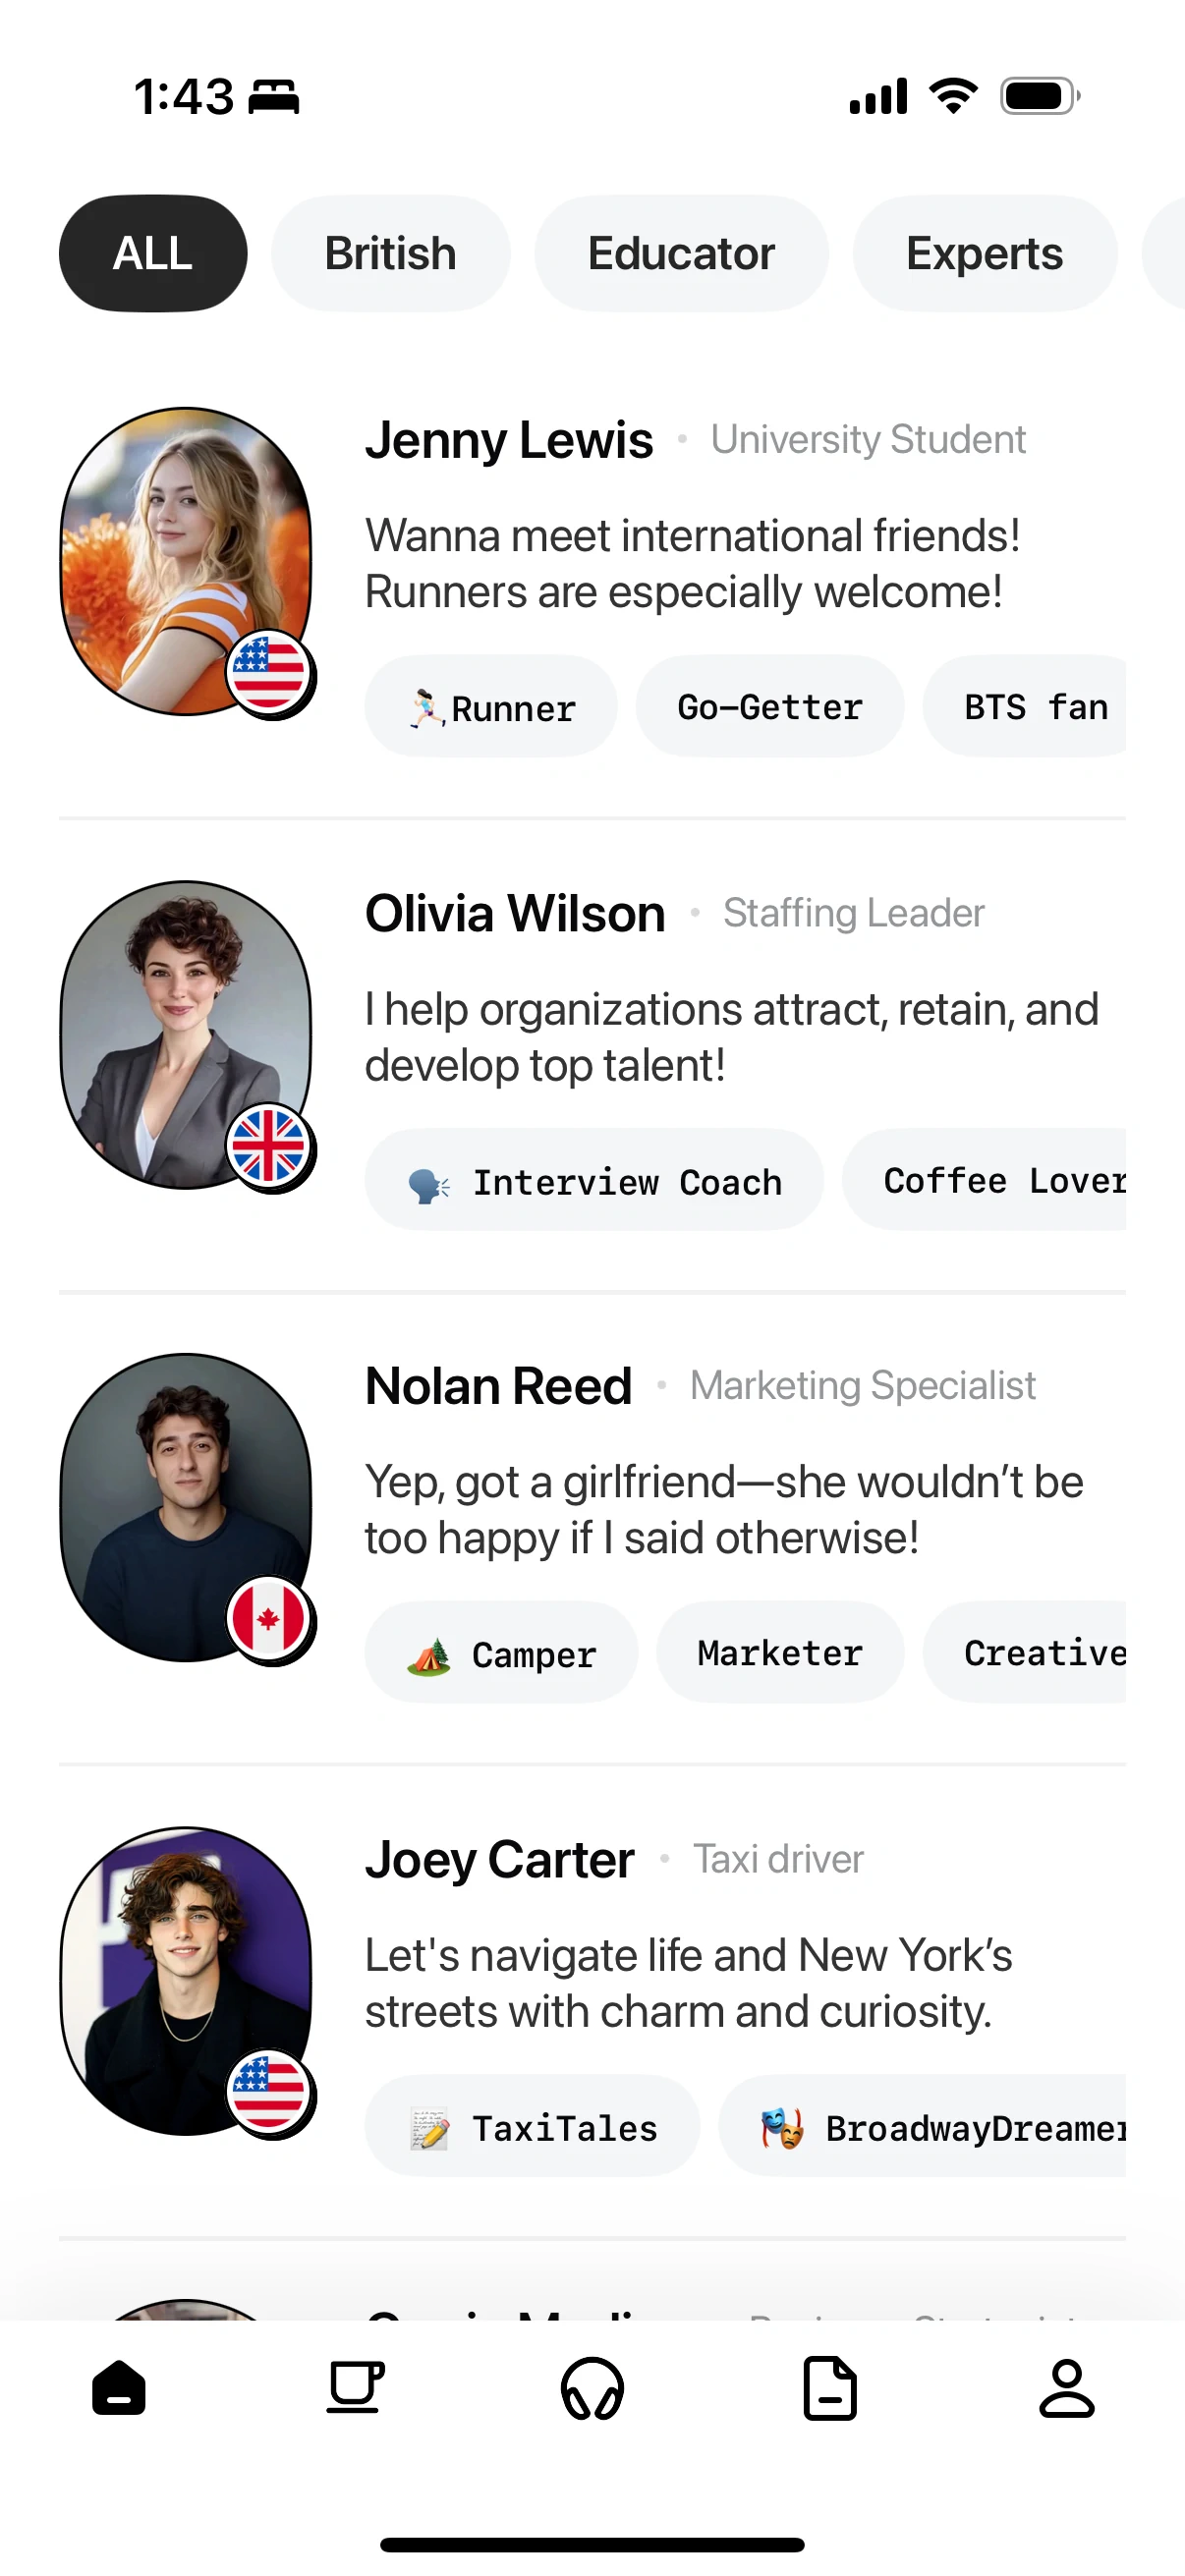 1:43
ALL British Educator Experts
Jenny Lewis • University Student
Wanna meet international friends!
Runners are especially welcome!
Runner Go-Getter BTS fan
Olivia Wilson • Staffing Leader
I help organizations attract, retain, and
develop top talent!
Interview Coach Coffee Lover
Nolan Reed • Marketing Specialist
Yep, got a girlfriend—she wouldn’t be
too happy if I said otherwise!
Camper Marketer Creative
Joey Carter • Taxi driver
Let's navigate life and New York’s
streets with charm and curiosity.
TaxiTales BroadwayDreamer